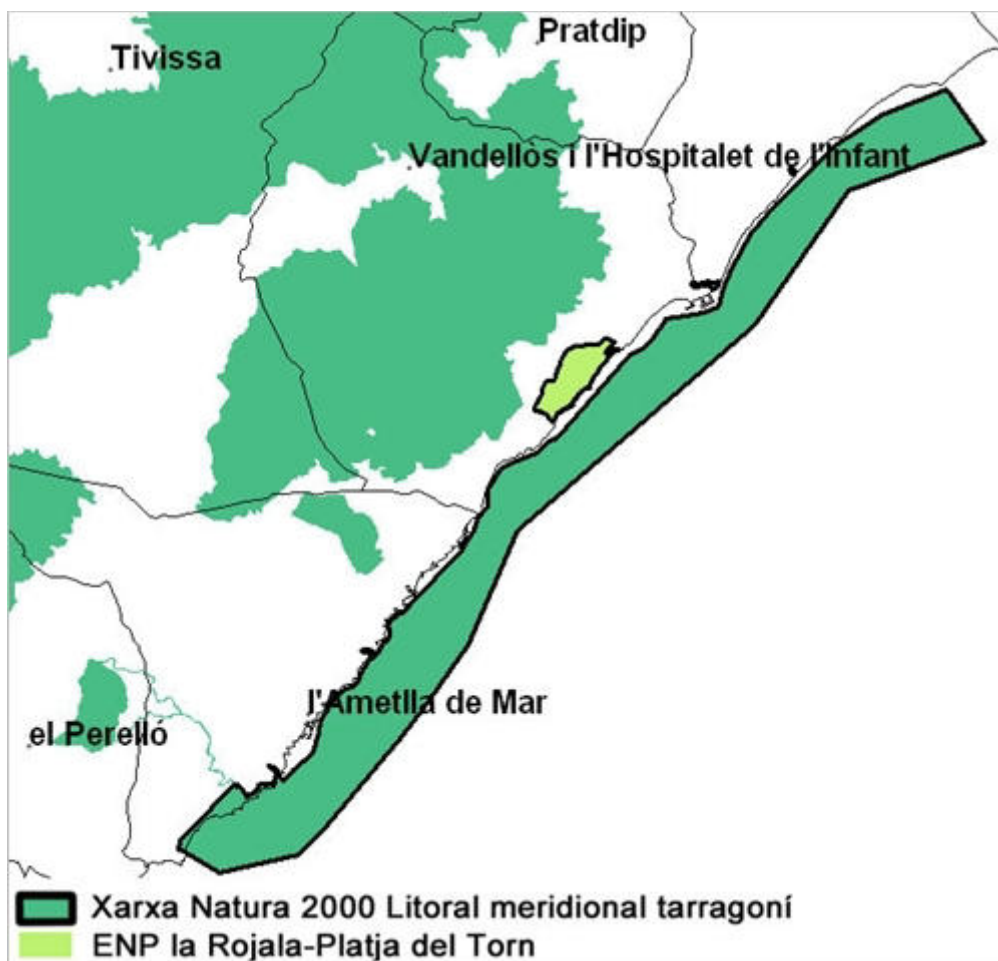 Pratdip
Tivissa
Vandellòs i l'Hospitalet de l'Infant
l'Ametlla de Mar
el Perelló
Xarxa Natura 2000 Litoral meridional tarragoní
ENP la Rojala-Platja del Torn